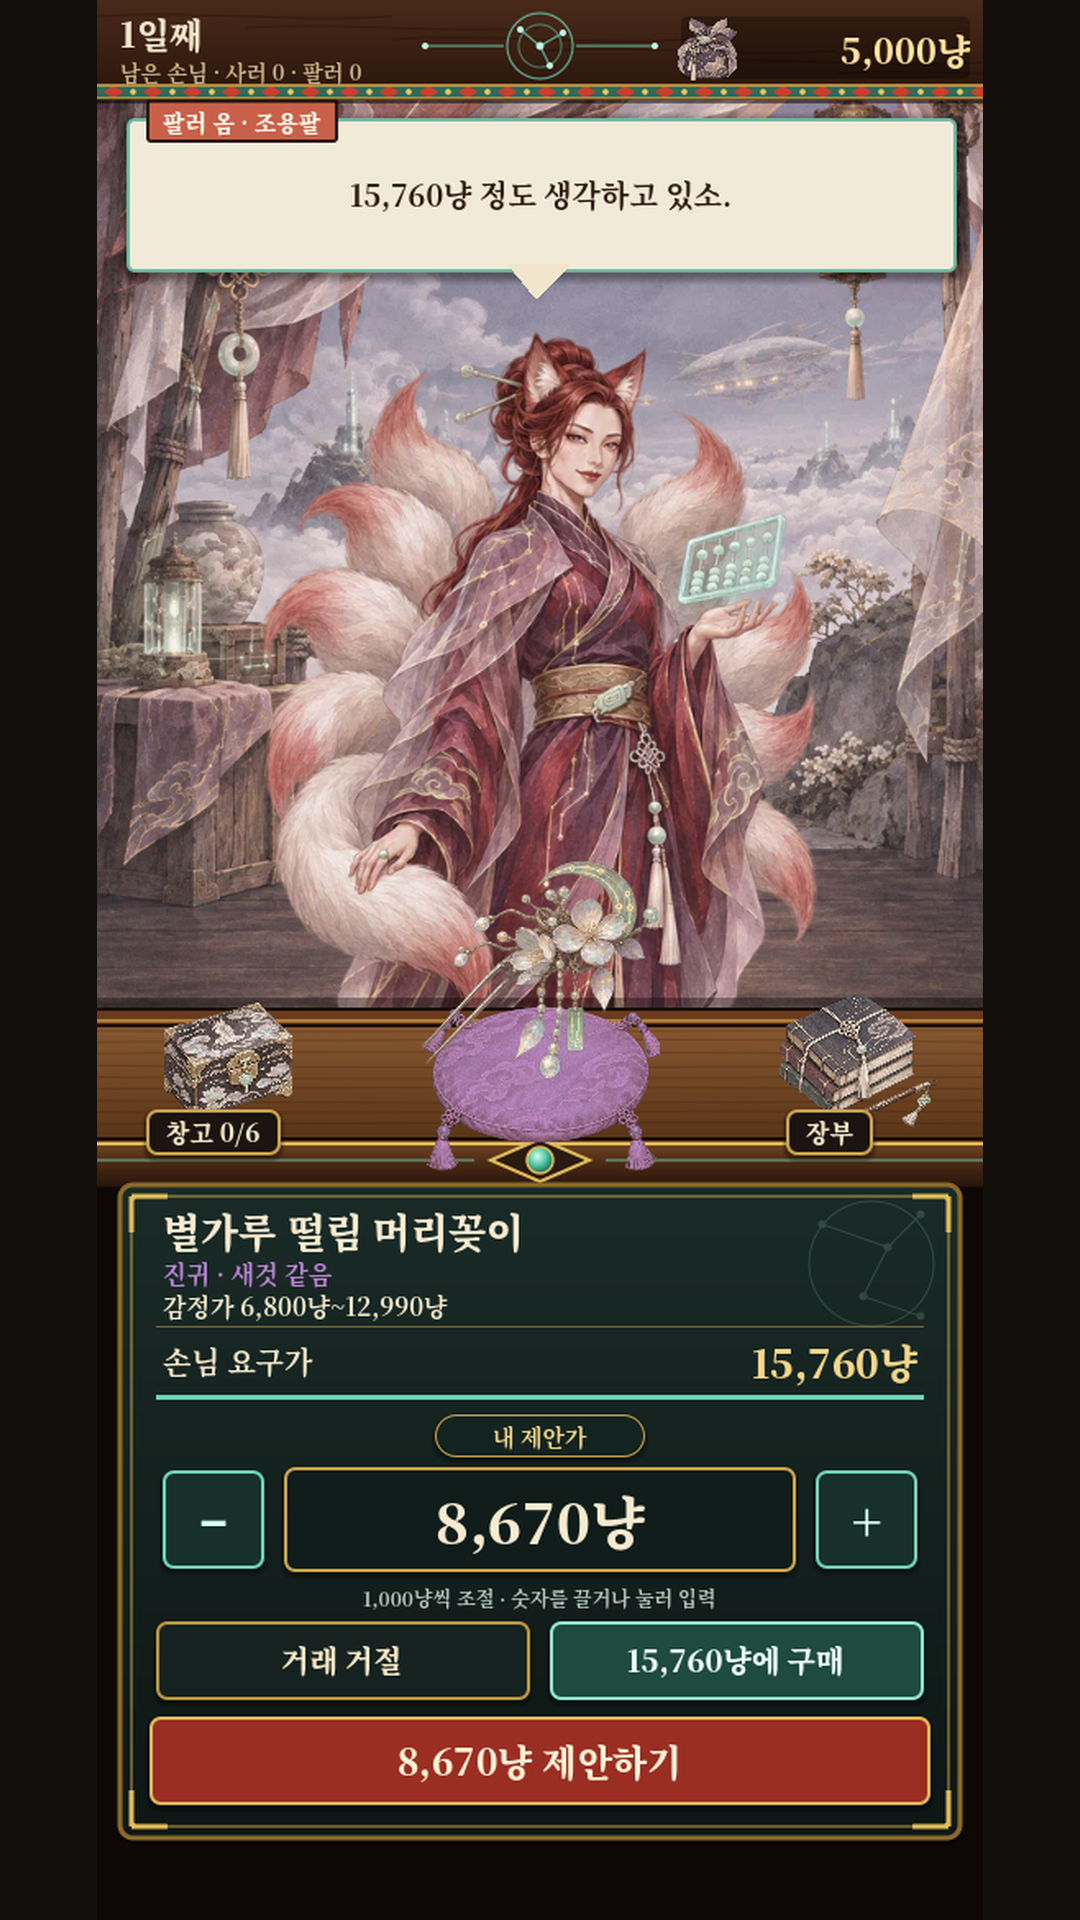 1일째
남은 손님 · 사러 0 · 팔러 0
5,000냥
팔러 옴 · 조용팔
15,760냥 정도 생각하고 있소.
창고 0/6
장부
별가루 떨림 머리꽂이
진귀 · 새것 같음
감정가 6,800냥~12,990냥
손님 요구가
15,760냥
내 제안가
−
8,670냥
+
1,000냥씩 조절 · 숫자를 끌거나 눌러 입력
거래 거절
15,760냥에 구매
8,670냥 제안하기